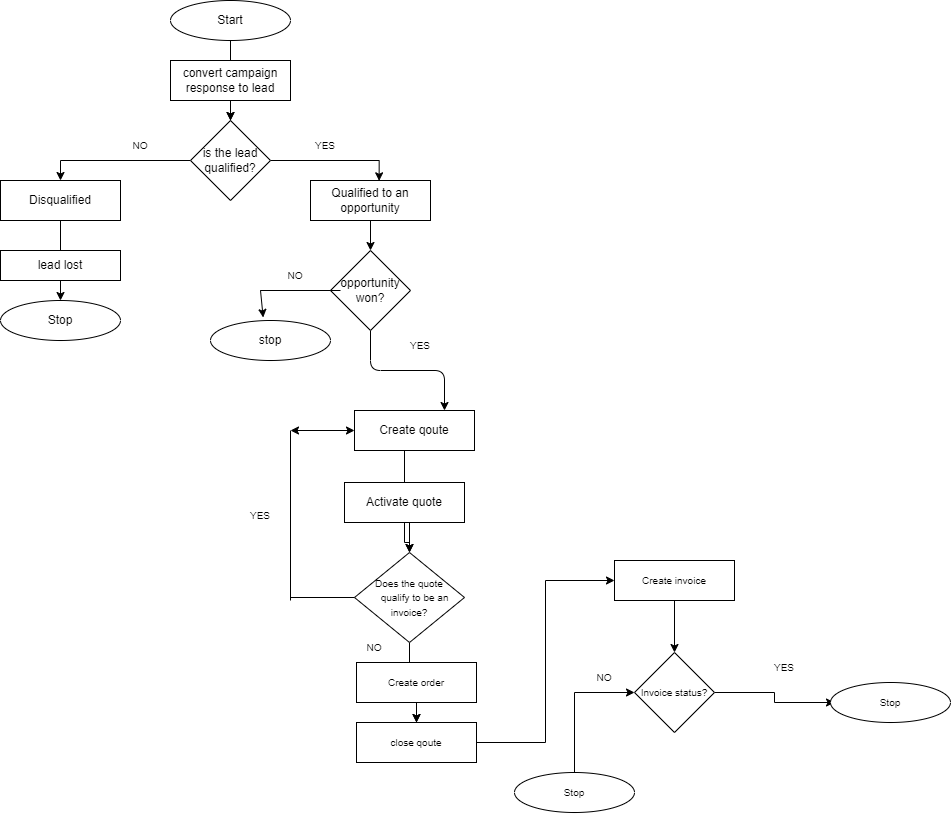 Start
convert campaign
response to lead
is the lead
qualified?
NO
YES
Disqualified
Qualified to an
opportunity
lead lost
Stop
opportunity
won?
NO
stop
YES
Create qoute
Activate quote
YES
Does the quote
qualify to be an
invoice?
NO
Create order
close qoute
Create invoice
Invoice status?
NO
YES
Stop
Stop